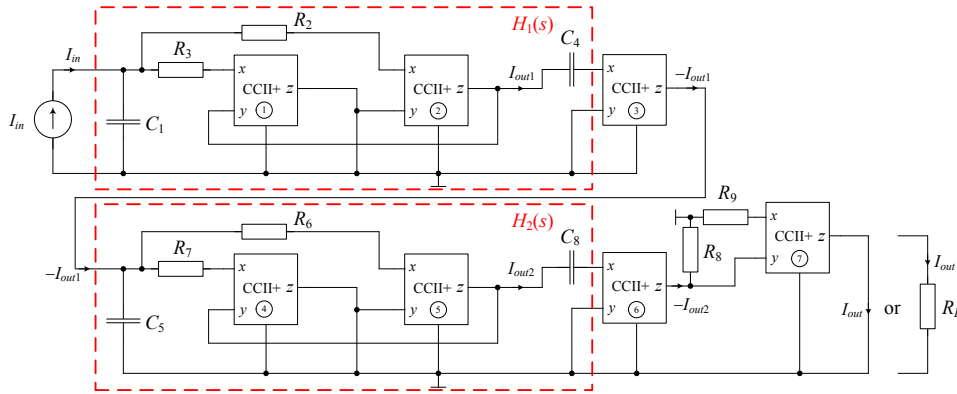 H1(s)
R2
C4
Iin
R3
x
CCII+ z
1
y
x
CCII+ z
2
y
Iout1
x
CCII+
3
y
−Iout1
Iin
C1
H2(s)
R6
C8
R9
−Iout1
R7
x
CCII+ z
4
y
x
CCII+ z
5
y
Iout2
x
CCII+ z
6
y
R8
−Iout2
x
CCII+ z
7
y
Iout
or
Iout
C5